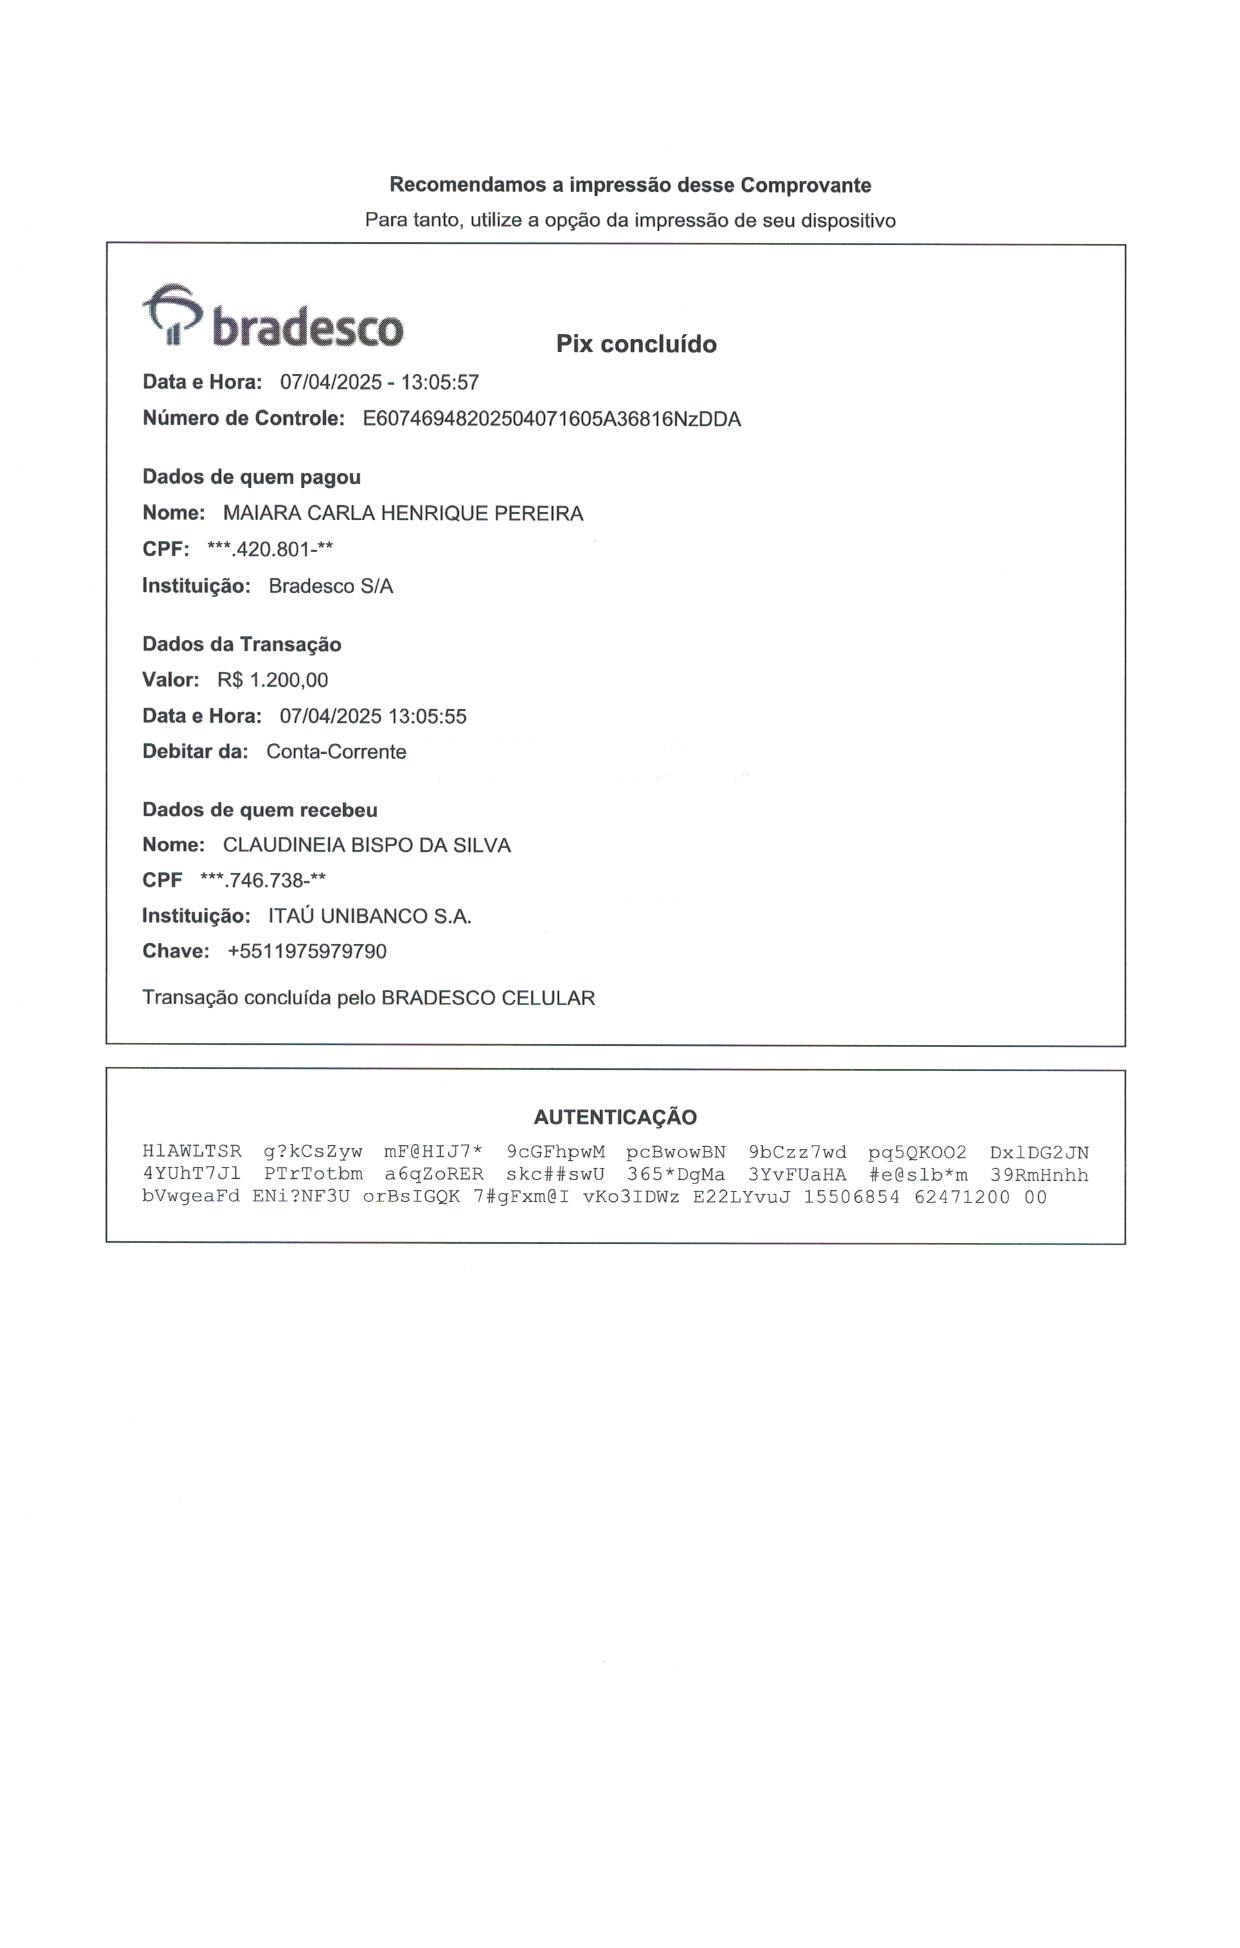 Recomendamos a impressão desse Comprovante
Para tanto, utilize a opção da impressão de seu dispositivo
bradesco
Pix concluído
Data e Hora: 07/04/2025 - 13:05:57
Número de Controle: E60746948202504071605A36816NzDDA
Dados de quem pagou
Nome: MAIARA CARLA HENRIQUE PEREIRA
CPF: ***.420.801-**
Instituição: Bradesco S/A
Dados da Transação
Valor: R$ 1.200,00
Data e Hora: 07/04/2025 13:05:55
Debitar da: Conta-Corrente
Dados de quem recebeu
Nome: CLAUDINEIA BISPO DA SILVA
CPF ***.746.738-**
Instituição: ITAÚ UNIBANCO S.A.
Chave: +5511975979790
Transação concluída pelo BRADESCO CELULAR
AUTENTICAÇÃO
HlAWLTSR g?kCsZyw mF@HIJ7* 9cGFhpwM pcBwowBN 9bCzz7wd pq5QKOO2 DxlDG2JN
4YUhT7Jl PTrTotbm a6qZoRER skc##swU 365*DgMa 3YvFUaHA #e@slb*m 39RmHnhh
bVwgeaFd ENi?NF3U orBsIGQK 7#gFxm@I vKo3IDWz E22LYvuJ 15506854 62471200 00